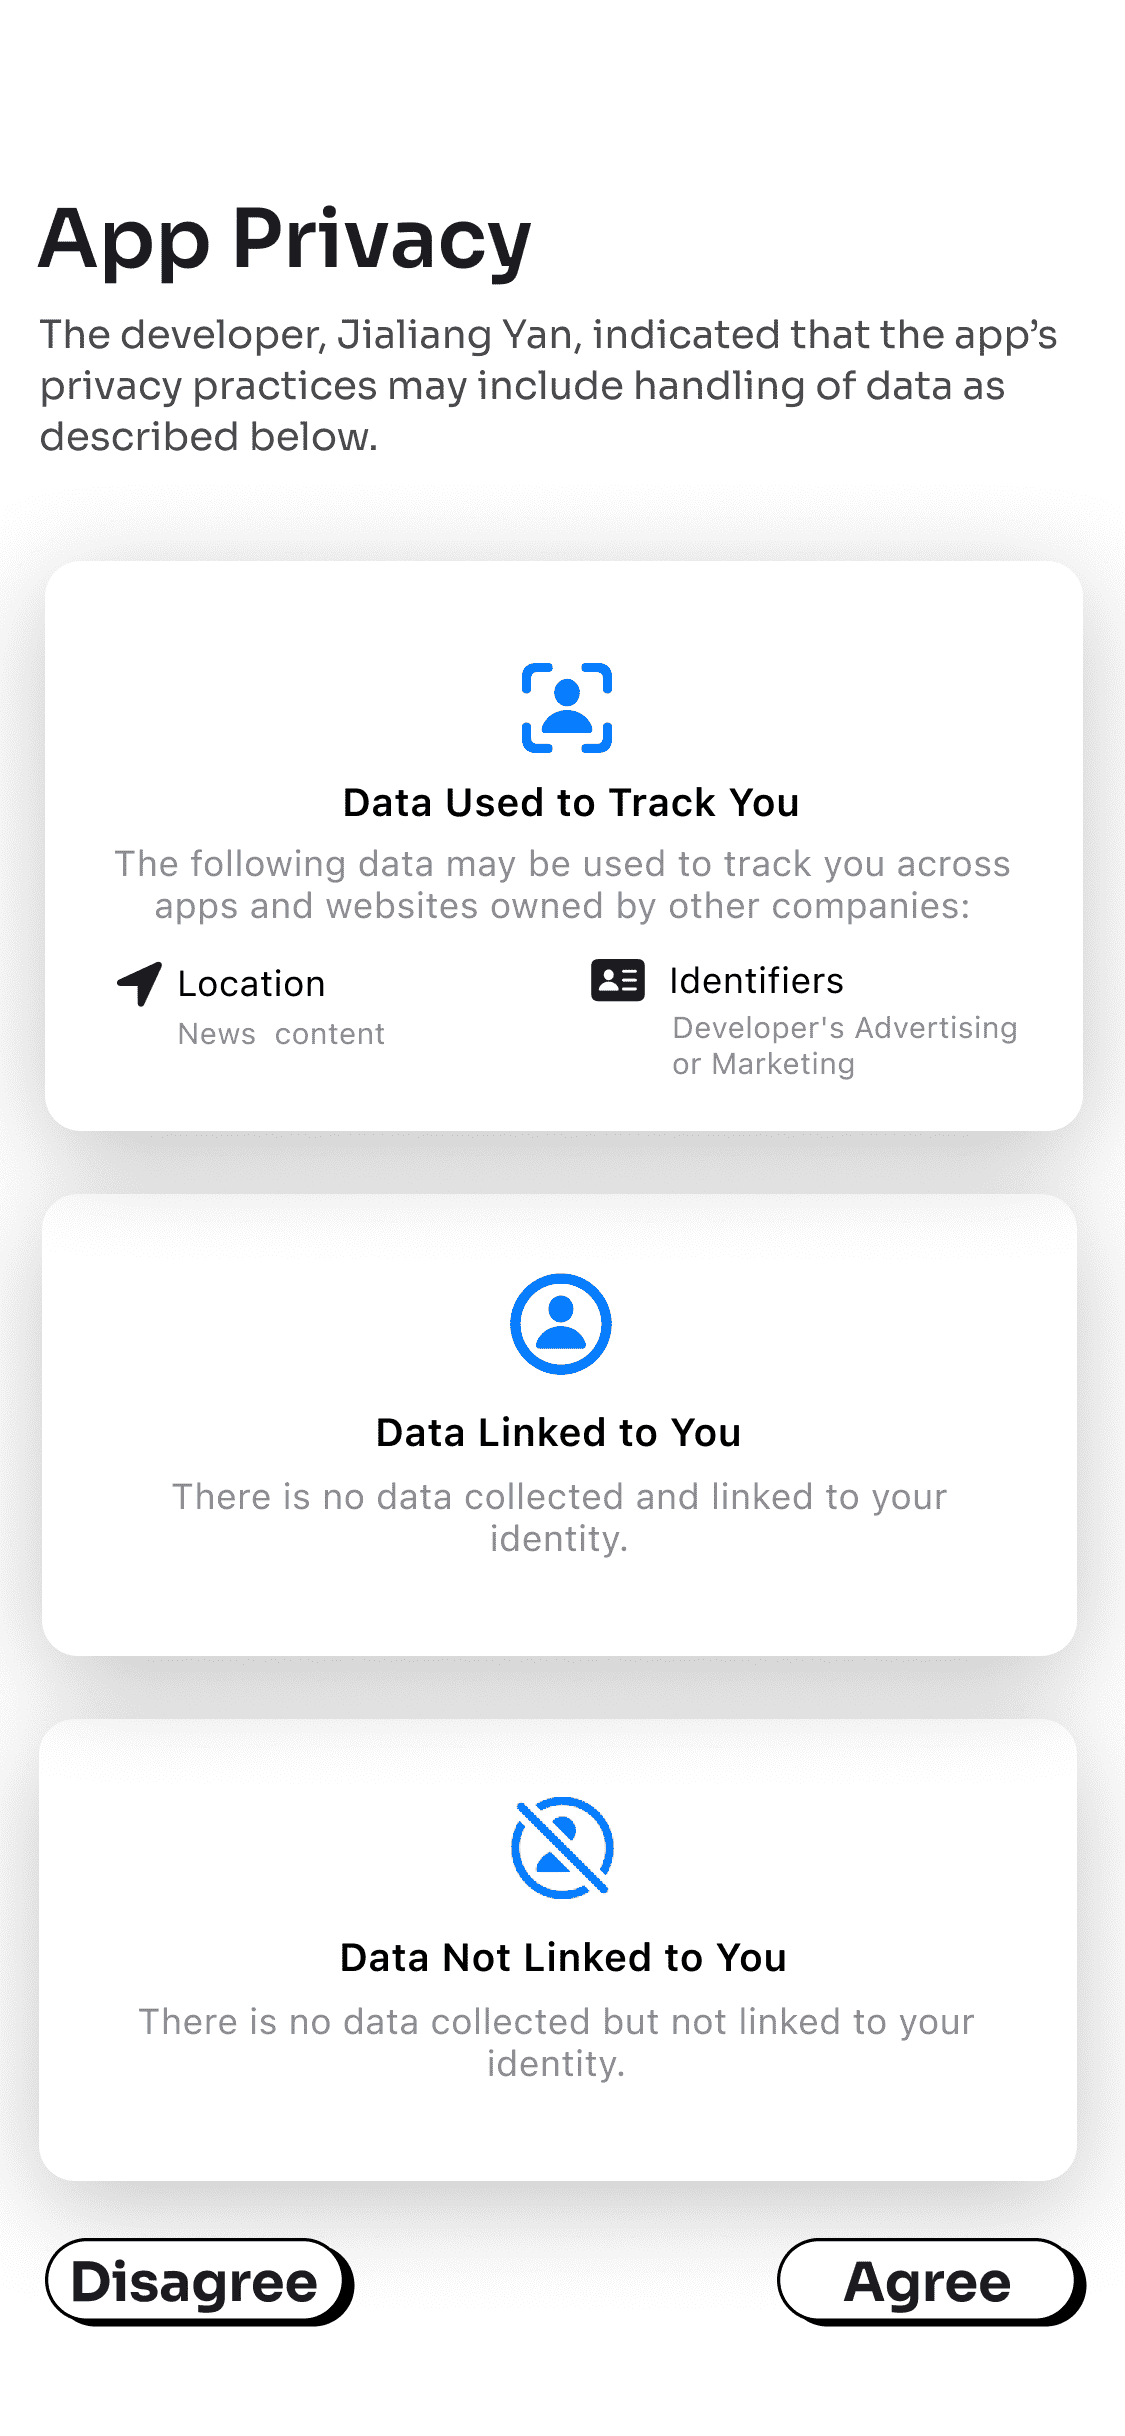 App Privacy
The developer, Jialiang Yan, indicated that the app’s
privacy practices may include handling of data as
described below.
Data Used to Track You
The following data may be used to track you across
apps and websites owned by other companies:
Location
News content
Identifiers
Developer's Advertising
or Marketing
Data Linked to You
There is no data collected and linked to your
identity.
Data Not Linked to You
There is no data collected but not linked to your
identity.
Disagree
Agree